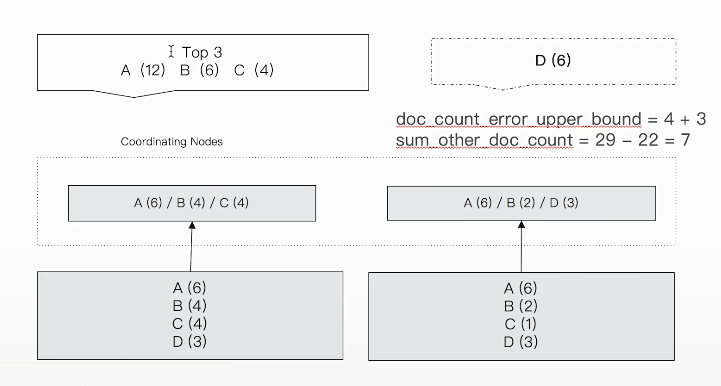 Top 3
A (12) B (6) C (4)
D (6)
doc_count_error_upper_bound = 4 + 3
sum_other_doc_count = 29 – 22 = 7
Coordinating Nodes
A (6) / B (4) / C (4)
A (6) / B (2) / D (3)
A (6)
B (4)
C (4)
D (3)
A (6)
B (2)
C (1)
D (3)